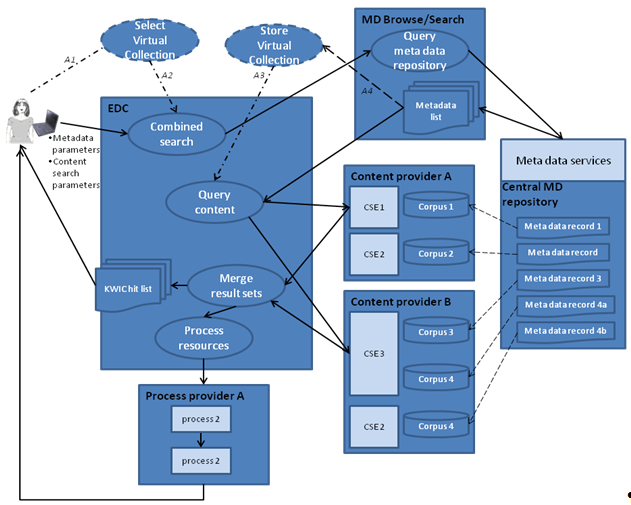 Select
Virtual
Collection
Store
Virtual
Collection
MD Browse/Search
Query
meta data
repository
Metadata
list
A1
A2
A3
A4
EDC
Combined
search
•Metadata
parameters
•Content
search
parameters
Query
content
Meta data services
Central MD
repository
Meta data record 1
Meta data record
Meta data record 3
Meta data record 4a
Meta data record 4b
Content provider A
CSE1
Corpus 1
CSE2
Corpus 2
KWIC hit list
Merge
result sets
Process
resources
Content provider B
CSE3
Corpus 3
Corpus 4
CSE2
Corpus 4
Process provider A
process 2
process 2